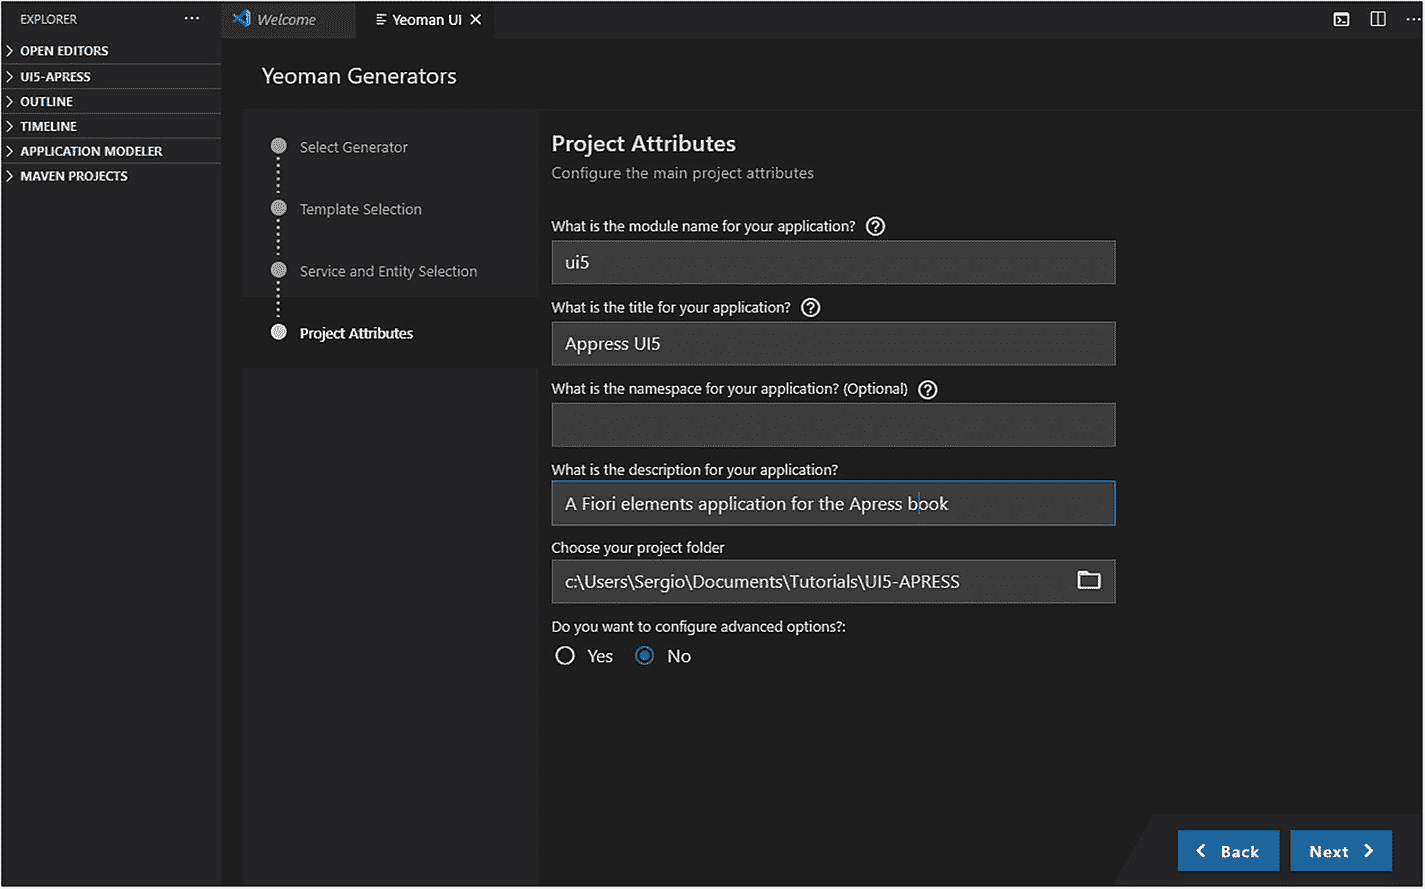 EXPLORER
Welcome
Yeoman UI
OPEN EDITORS
UI5-APRESS
OUTLINE
TIMELINE
APPLICATION MODELER
MAVEN PROJECTS
Yeoman Generators
Select Generator
Template Selection
Service and Entity Selection
Project Attributes
Project Attributes
Configure the main project attributes
What is the module name for your application?
ui5
What is the title for your application?
Appress UI5
What is the namespace for your application? (Optional)
What is the description for your application?
A Fiori elements application for the Apress book
Choose your project folder
c:\Users\Sergio\Documents\Tutorials\UI5-APRESS
Do you want to configure advanced options?:
Yes No
Back Next